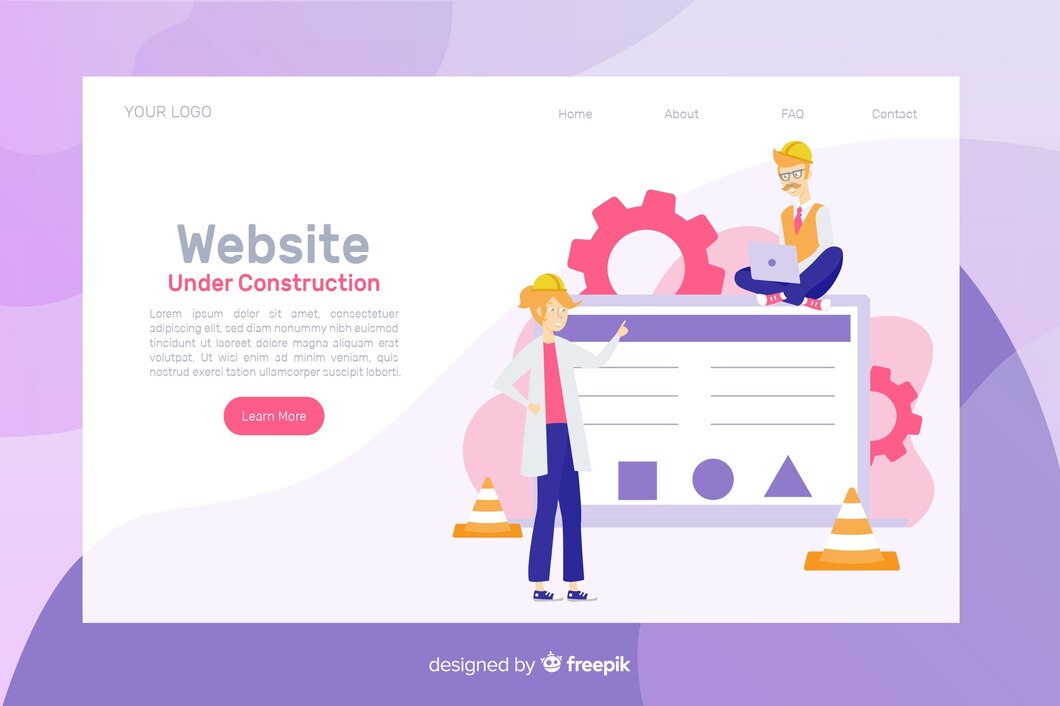 YOUR LOGO
Home About FAQ Contact
Website
Under Construction
Lorem ipsum dolor sit amet, consectetuer
adipiscing elit, sed diam nonummy nibh euismod
tincidunt ut laoreet dolore magna aliquam erat
volutpat. Ut wisi enim ad minim veniam, quis
nostrud exerci tation ullamcorper suscipit loborti.
Learn More
designed by freepik